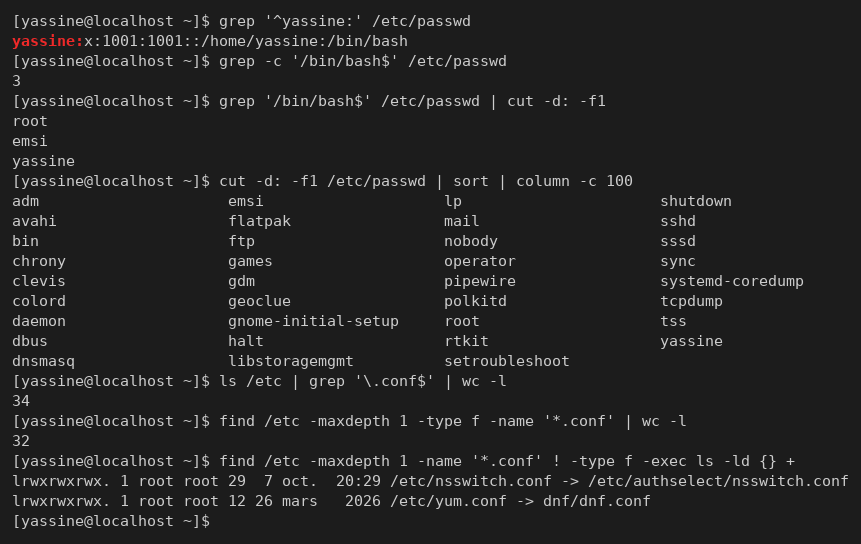 [yassine@localhost ~]$ grep '^yassine:' /etc/passwd
yassine:x:1001:1001::/home/yassine:/bin/bash
[yassine@localhost ~]$ grep -c '/bin/bash$' /etc/passwd
3
[yassine@localhost ~]$ grep '/bin/bash$' /etc/passwd | cut -d: -f1
root
emsi
yassine
[yassine@localhost ~]$ cut -d: -f1 /etc/passwd | sort | column -c 100
adm                     emsi                    lp                      shutdown
avahi                   flatpak                 mail                    sshd
bin                     ftp                     nobody                  sssd
chrony                  games                   operator                sync
clevis                  gdm                     pipewire                systemd-coredump
colord                  geoclue                 polkitd                 tcpdump
daemon                  gnome-initial-setup     root                    tss
dbus                    halt                    rtkit                   yassine
dnsmasq                 libstoragemgmt          setroubleshoot
[yassine@localhost ~]$ ls /etc | grep '\.conf$' | wc -l
34
[yassine@localhost ~]$ find /etc -maxdepth 1 -type f -name '*.conf' | wc -l
32
[yassine@localhost ~]$ find /etc -maxdepth 1 -name '*.conf' ! -type f -exec ls -ld {} +
lrwxrwxrwx. 1 root root 29  7 oct.  20:29 /etc/nsswitch.conf -> /etc/authselect/nsswitch.conf
lrwxrwxrwx. 1 root root 12 26 mars   2026 /etc/yum.conf -> dnf/dnf.conf
[yassine@localhost ~]$